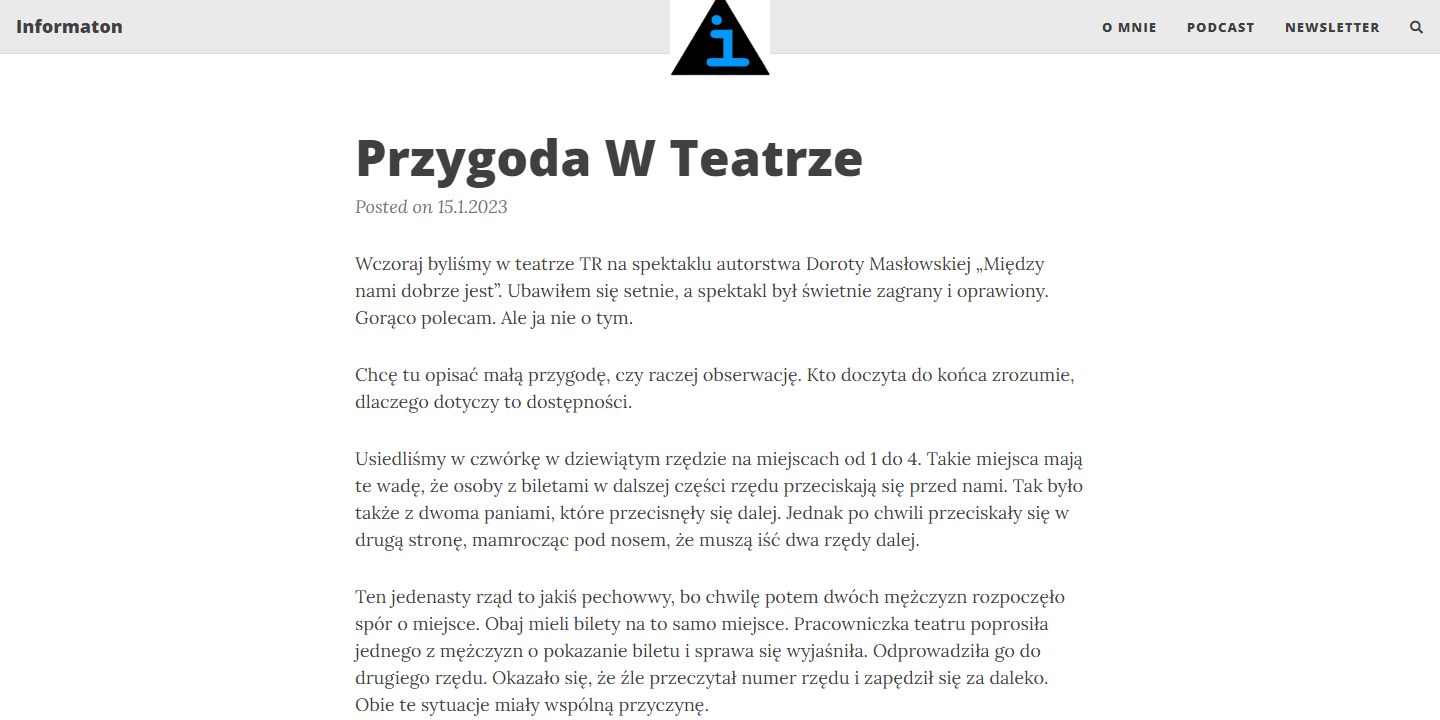 Informaton
i
O MNIE
PODCAST
NEWSLETTER
Przygoda W Teatrze
Posted on 15.1.2023
Wczoraj byliśmy w teatrze TR na spektaklu autorstwa Doroty Masłowskiej „Między
nami dobrze jest”. Ubawiłem się setnie, a spektakl był świetnie zagrany i oprawiony.
Gorąco polecam. Ale ja nie o tym.
Chcę tu opisać małą przygodę, czy raczej obserwację. Kto doczyta do końca zrozumie,
dlaczego dotyczy to dostępności.
Usiedliśmy w czwórkę w dziewiątym rzędzie na miejscach od 1 do 4. Takie miejsca mają
te wadę, że osoby z biletami w dalszej części rzędu przeciskają się przed nami. Tak było
także z dwoma paniami, które przecisnęły się dalej. Jednak po chwili przeciskały się w
drugą stronę, mamrocząc pod nosem, że muszą iść dwa rzędy dalej.
Ten jedenasty rząd to jakiś pechowwy, bo chwilę potem dwóch mężczyzn rozpoczęło
spór o miejsce. Obaj mieli bilety na to samo miejsce. Pracowniczka teatru poprosiła
jednego z mężczyzn o pokazanie biletu i sprawa się wyjaśniła. Odprowadziła go do
drugiego rzędu. Okazało się, że źle przeczytał numer rzędu i zapędził się za daleko.
Obie te sytuacje miały wspólną przyczynę.